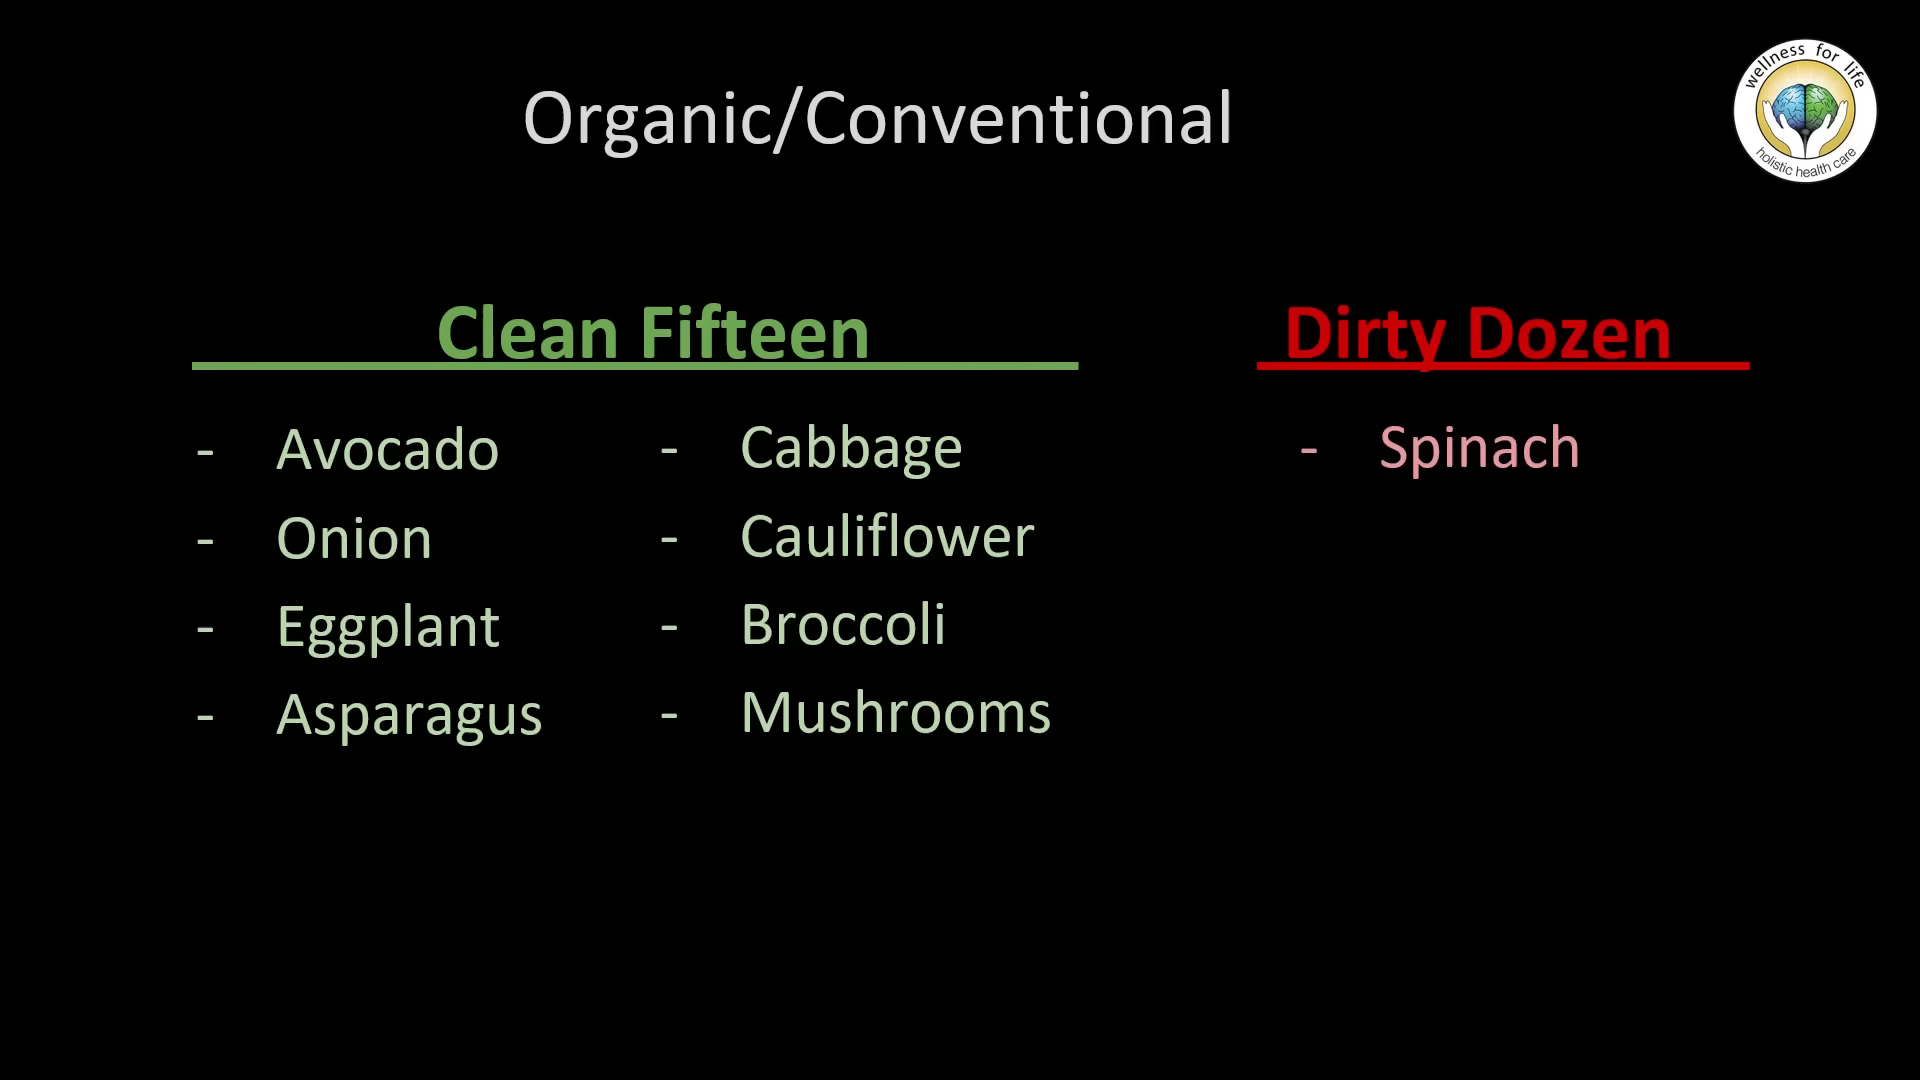 Organic/Conventional
wellness for life
holistic health care
Clean Fifteen
- Avocado
- Onion
- Eggplant
- Asparagus
- Cabbage
- Cauliflower
- Broccoli
- Mushrooms
Dirty Dozen
- Spinach